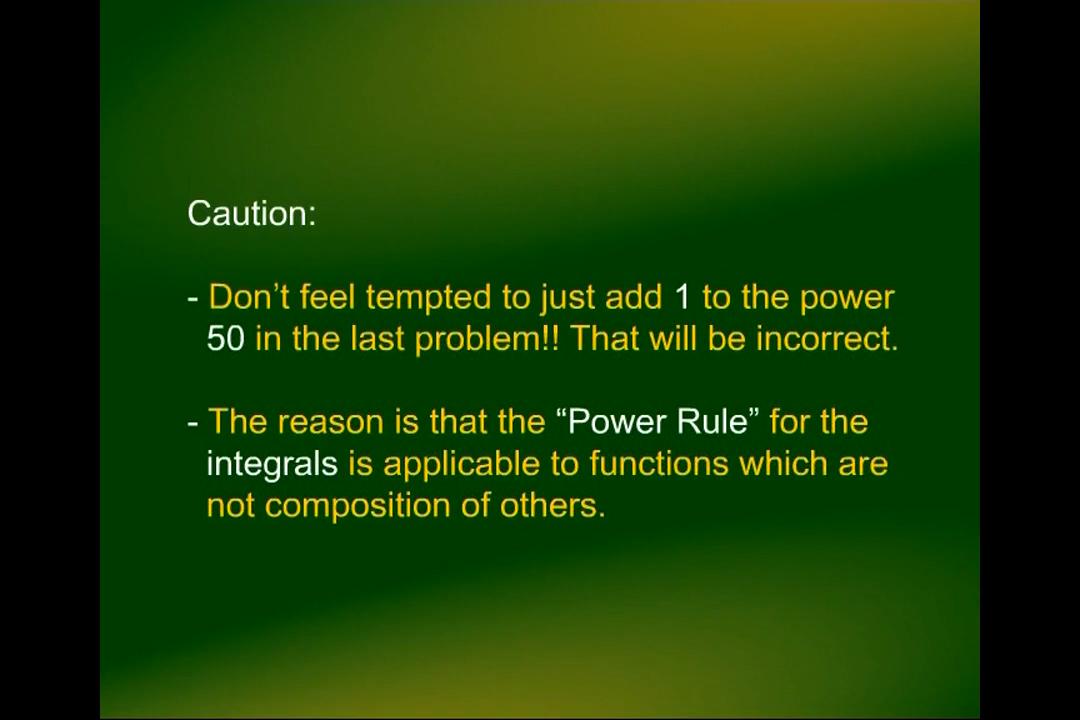 Caution:
- Don’t feel tempted to just add 1 to the power
50 in the last problem!! That will be incorrect.
- The reason is that the “Power Rule” for the
integrals is applicable to functions which are
not composition of others.